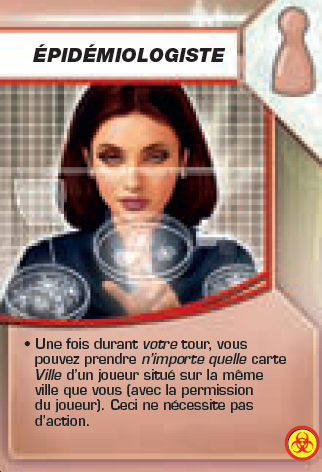 ÉPIDÉMIOLOGISTE
• Une fois durant votre tour, vous
pouvez prendre n'importe quelle carte
Ville d'un joueur situé sur la même
ville que vous (avec la permission
du joueur). Ceci ne nécessite pas
d'action.